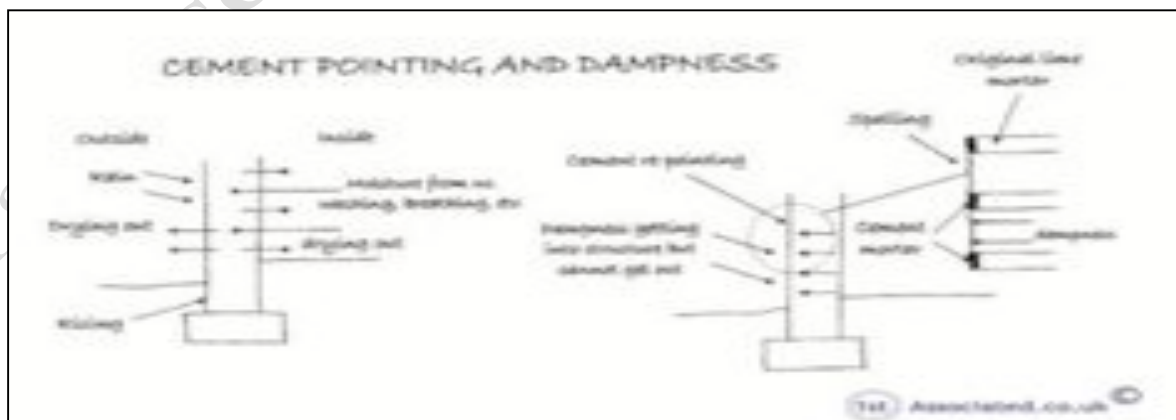 CEMENT POINTING AND DAMPNESS
Original lime
mortar
Outside
Inside
Spalling
Rain
Cement re pointing
Moisture from us
washing, breathing, etc
Drying out
drying out
Dampness getting
into structure but
cannot get out
Cement
mortar
dampness
Rising
1st Associated.co.uk ©